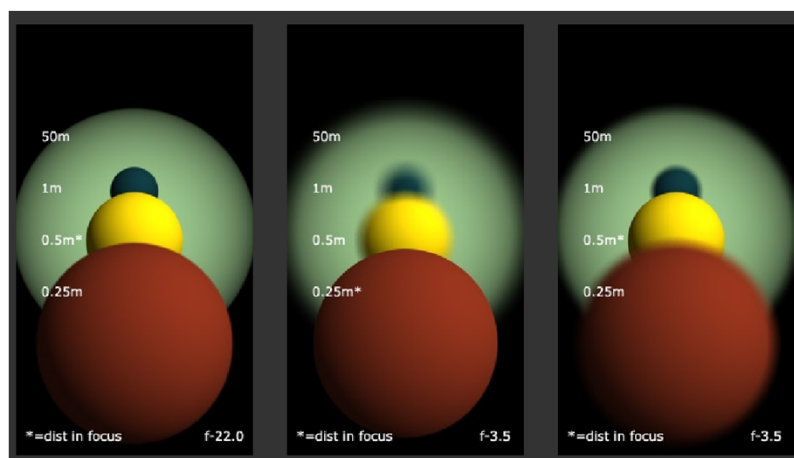 50m
1m
0.5m*
0.25m
*=dist in focus f-22.0
50m
1m
0.5m
0.25m*
*=dist in focus f-3.5
50m
1m
0.5m*
0.25m
*=dist in focus f-3.5